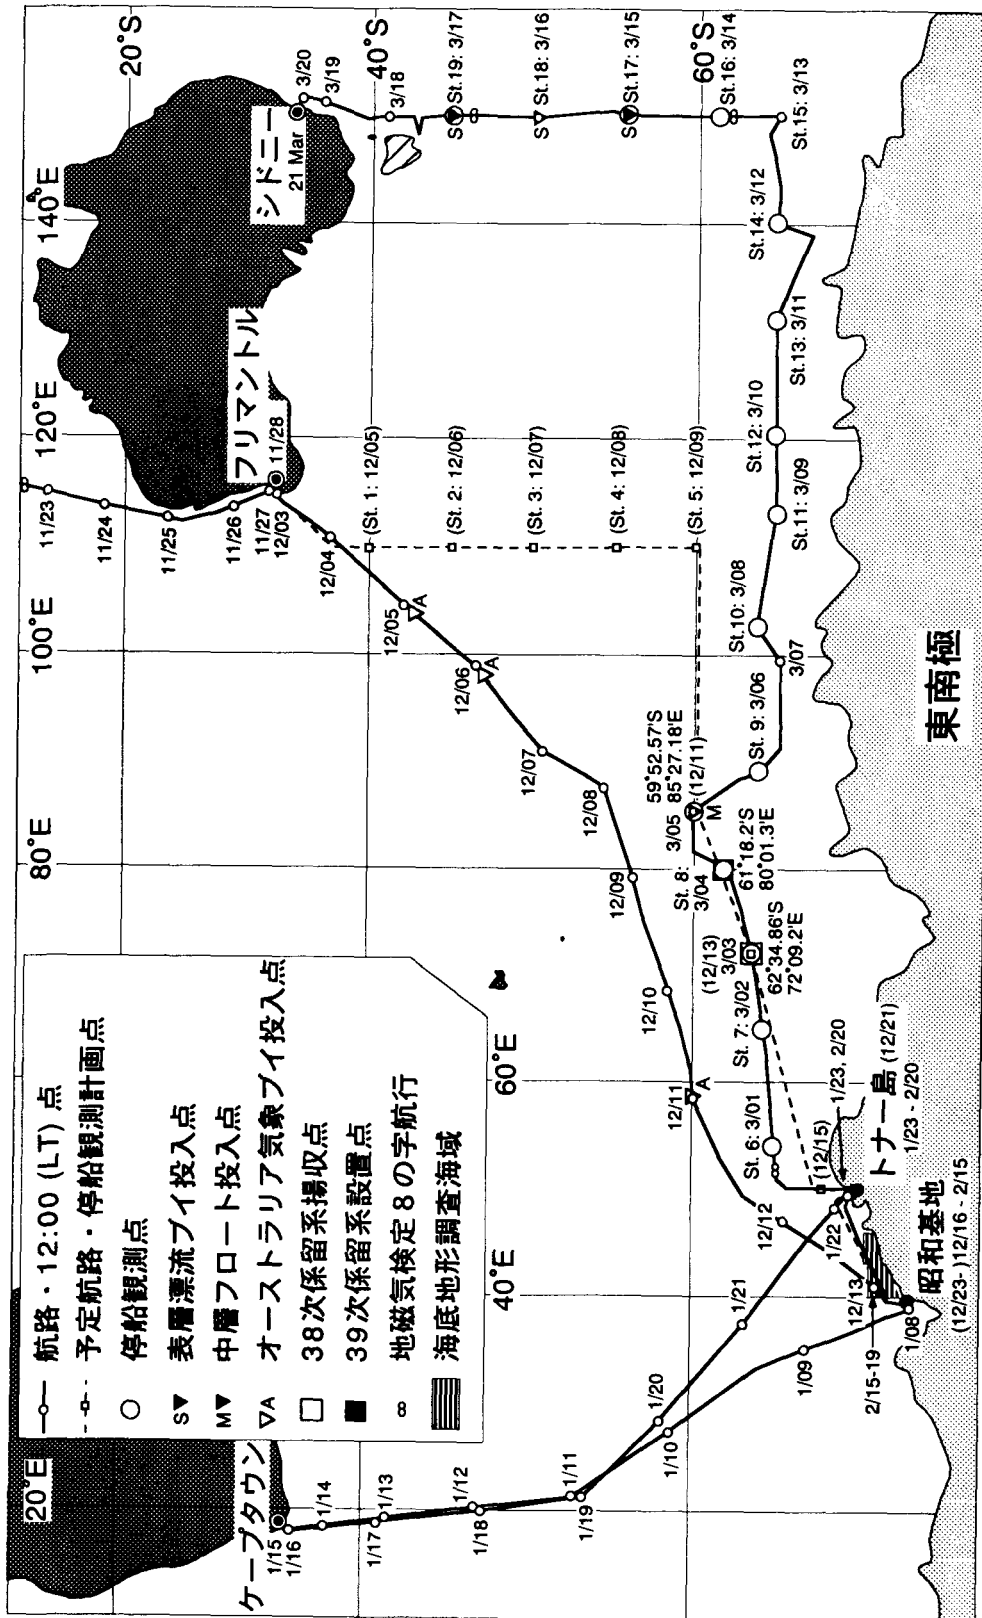 20°E
40°E
60°E
80°E
100°E
120°E
140°E
20°S
40°S
60°S
航路・12:00 (LT) 点
予定航路・停船観測計画点
停船観測点
S▼ 表層漂流ブイ投入点
M▼ 中層フロート投入点
▽A オーストラリア気象ブイ投入点
38次係留系揚収点
39次係留系設置点
∞ 地磁気検定8の字航行
海底地形調査海域
ケープタウン
フリマントル
シドニー
21 Mar
東南極
昭和基地
(12/23- )12/16 - 2/15
トナー島 (12/21)
1/23 - 2/20
11/23
11/24
11/25
11/26
11/27
12/03
11/28
12/04
12/05
A
12/06
A
12/07
12/08
12/09
12/10
12/11
A
12/12
12/13
2/15-19
1/08
1/09
1/10
1/11
1/12
1/13
1/14
1/15
1/16
1/17
1/18
1/19
1/20
1/21
1/22
1/23, 2/20
(12/15)
(St. 1: 12/05)
(St. 2: 12/06)
(St. 3: 12/07)
(St. 4: 12/08)
(St. 5: 12/09)
St. 6: 3/01
St. 7: 3/02
(12/13)
3/03
62°34.86'S
72°09.2'E
St. 8:
3/04
61°18.2'S
80°01.3'E
3/05
59°52.57'S
85°27.18'E
(12/11)
M
St. 9: 3/06
3/07
St.10: 3/08
St.11: 3/09
St.12: 3/10
St.13: 3/11
St.14: 3/12
St.15: 3/13
St.16: 3/14
S
St.17: 3/15
S
St.18: 3/16
S
St.19: 3/17
3/18
3/19
3/20